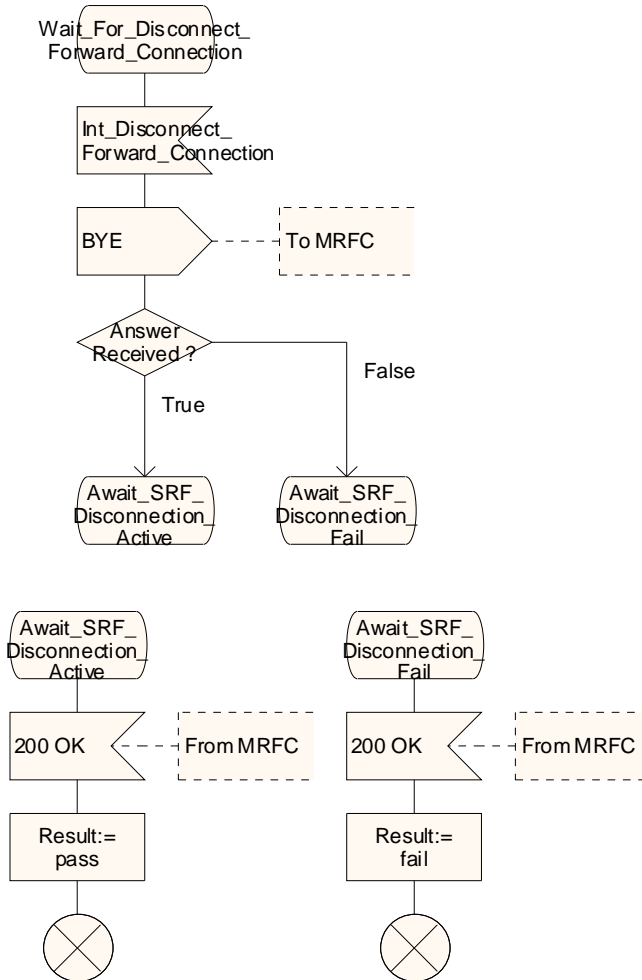 Wait_For_Disconnect_
Forward_Connection
Int_Disconnect_
Forward_Connection
BYE
To MRFC
Answer
Received ?
False
True
Await_SRF_
Disconnection_
Active
Await_SRF_
Disconnection_
Fail
Await_SRF_
Disconnection_
Active
Await_SRF_
Disconnection_
Fail
200 OK
From MRFC
200 OK
From MRFC
Result:=
pass
Result:=
fail